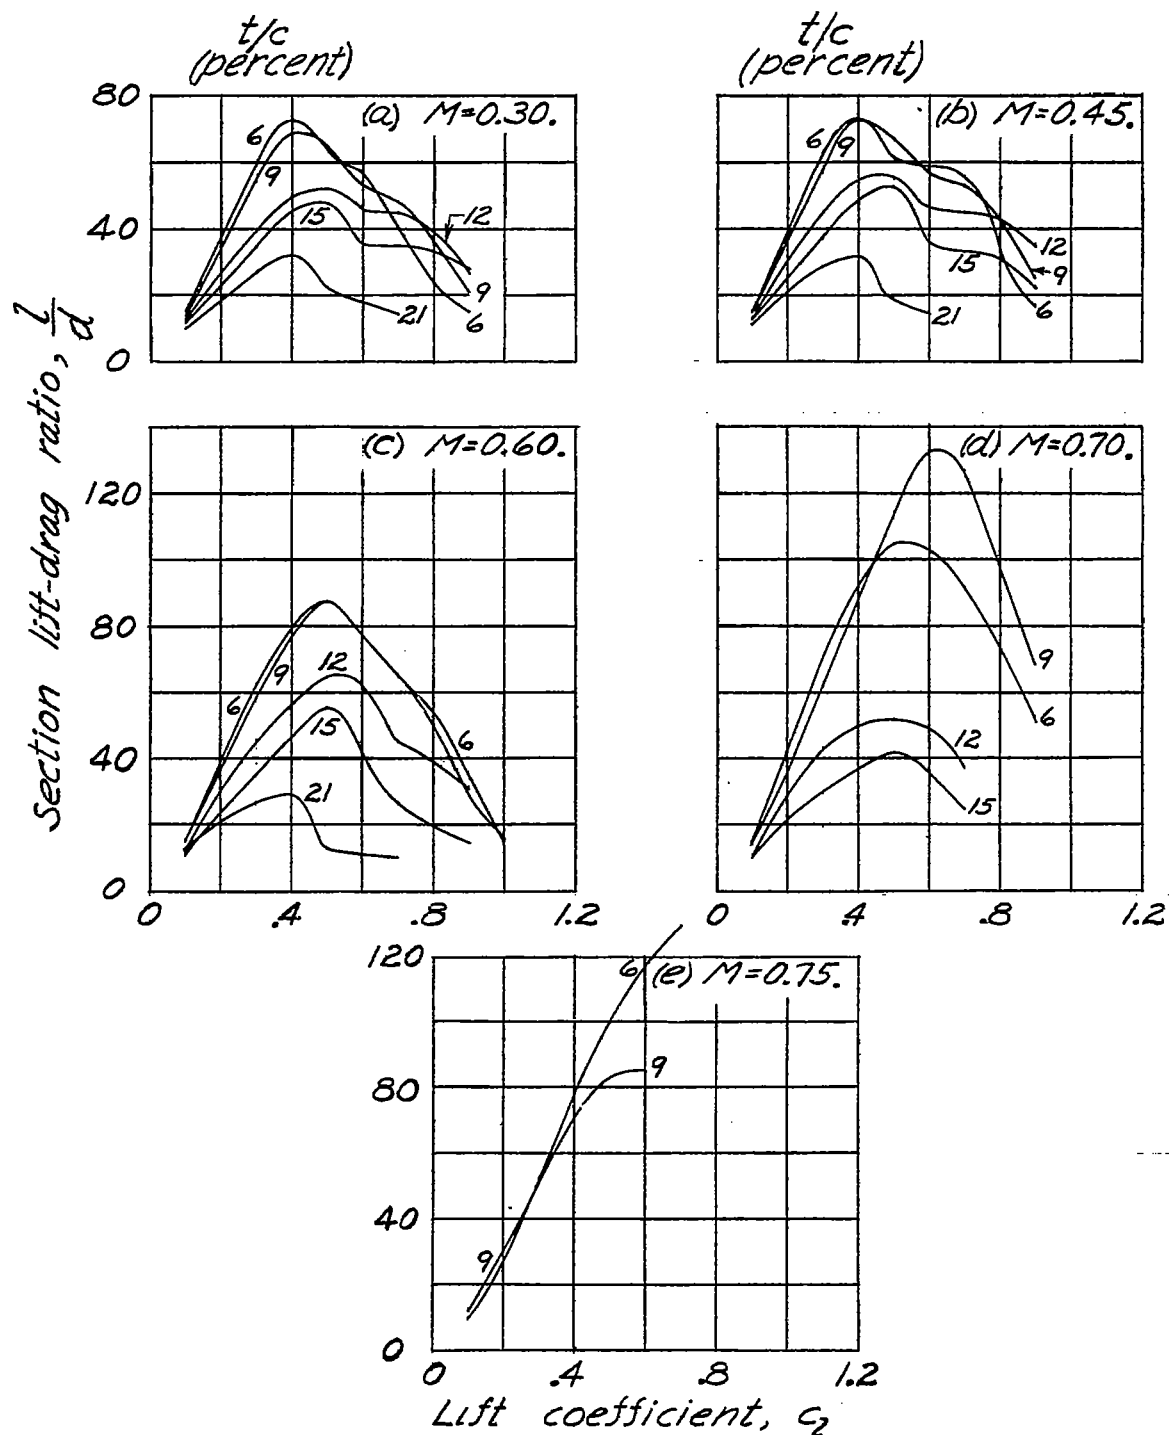 t/c
(percent)
t/c
(percent)
80
40
0
(a) M=0.30.
6
9
15
12
21
9
6
(b) M=0.45.
6
9
12
15
9
6
21
Section lift-drag ratio, l/d
120
80
40
0
(c) M=0.60.
6
9
12
15
21
6
0 .4 .8 1.2
(d) M=0.70.
9
6
12
15
0 .4 .8 1.2
120
80
40
0
6 (e) M=0.75.
9
9
0 .4 .8 1.2
Lift coefficient, cl